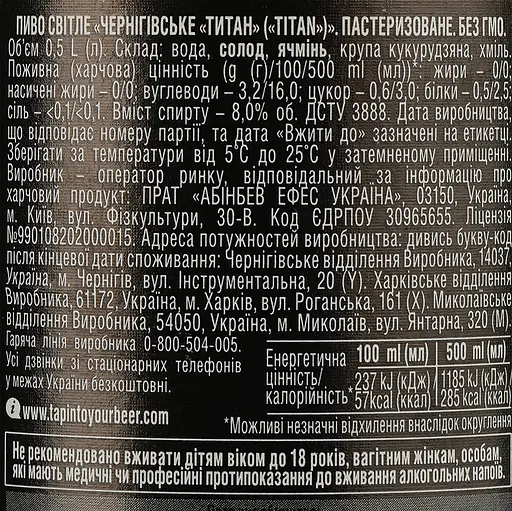 ПИВО СВІТЛЕ «ЧЕРНІГІВСЬКЕ «ТИТАН» («TITAN»)». ПАСТЕРИЗОВАНЕ. БЕЗ ГМО.
Об'єм 0,5 L (л). Склад: вода, солод, ячмінь, крупа кукурудзяна, хміль.
Поживна (харчова) цінність (g (г)/100/500 ml (мл))*: жири – 0/0;
насичені жири – 0/0; вуглеводи – 3,2/16,0; цукор – 0,6/3,0; білки – 0,5/2,5;
сіль – <0,1/<0,1. Вміст спирту – 8,0% об. ДСТУ 3888. Дата виробництва,
що відповідає номеру партії, та дата «Вжити до» зазначені на етикетці.
Зберігати за температури від 5°С до 25°С у затемненому приміщенні.
Виробник – оператор ринку, відповідальний за інформацію про
харчовий продукт: ПРАТ «АБІНБЕВ ЕФЕС УКРАЇНА», 03150, Україна,
м. Київ, вул. Фізкультури, 30-В. Код ЄДРПОУ 30965655. Ліцензія
№990108202000015. Адреса потужностей виробництва: дивись букву-код
після кінцевої дати споживання: Чернігівське відділення Виробника, 14037,
Україна, м. Чернігів, вул. Інструментальна, 20 (Y). Харківське відділення
Виробника, 61172, Україна, м. Харків, вул. Роганська, 161 (X). Миколаївське
відділення Виробника, 54050, Україна, м. Миколаїв, вул. Янтарна, 320 (M).
Гаряча лінія виробника 0-800-504-005.
Усі дзвінки зі стаціонарних телефонів
у межах України безкоштовні.
www.tapintoyourbeer.com
Енергетична цінність/ калорійність*
100 ml (мл) 500 ml (мл)
237 kJ (кДж)/ 1185 kJ (кДж)/
57kcal (ккал) 285 kcal (ккал)
*Можливі незначні відхилення внаслідок округлення
Не рекомендовано вживати дітям віком до 18 років, вагітним жінкам, особам,
які мають медичні чи професійні протипоказання до вживання алкогольних напоїв.